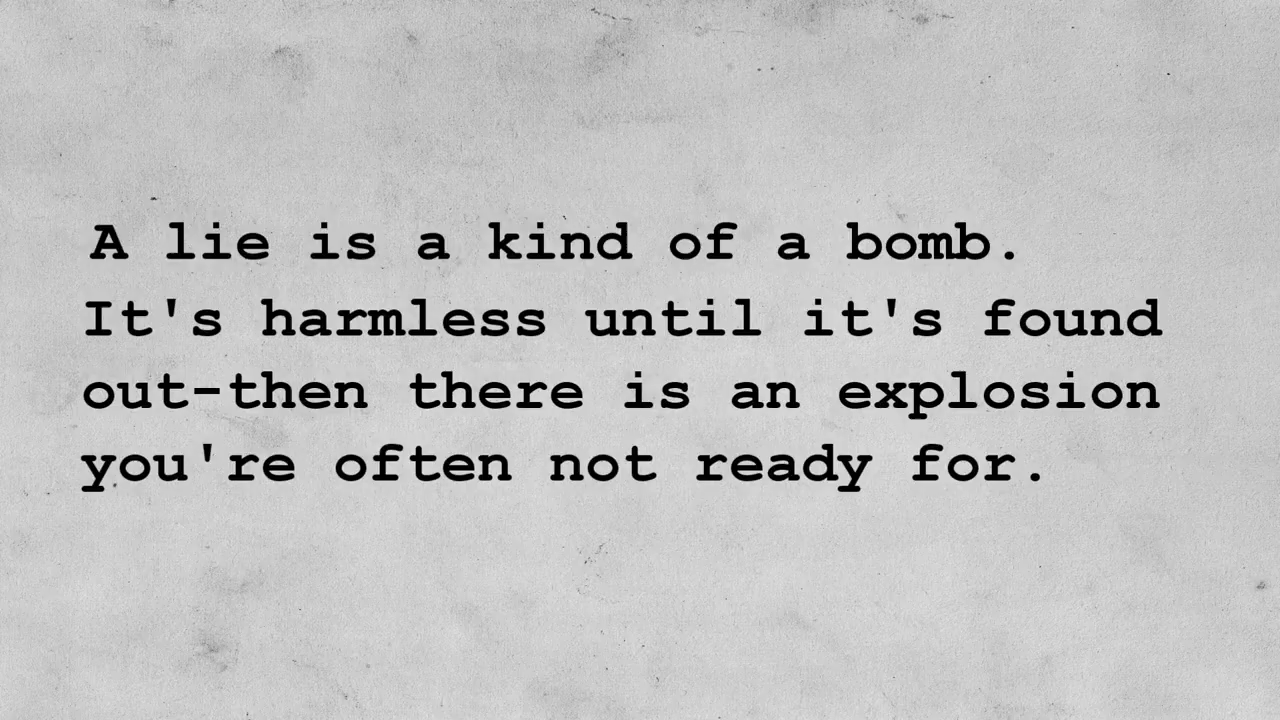 A lie is a kind of a bomb.
It's harmless until it's found
out-then there is an explosion
you're often not ready for.